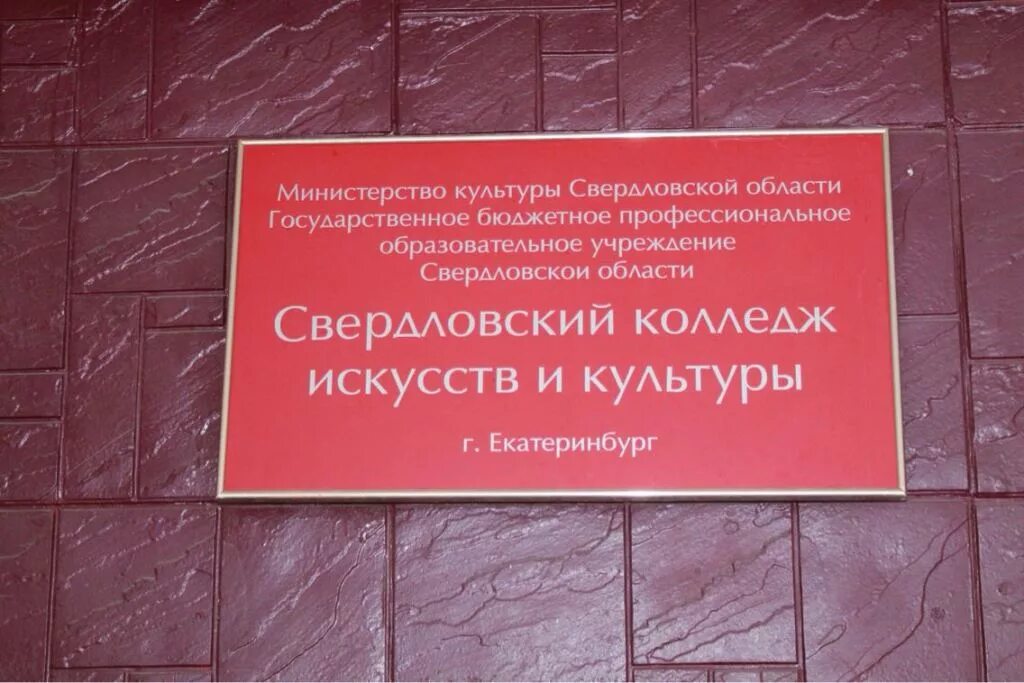 Министерство культуры Свердловской области
Государственное бюджетное профессиональное
образовательное учреждение
Свердловскои области
Свердловский колледж
искусств и культуры
г. Екатеринбург